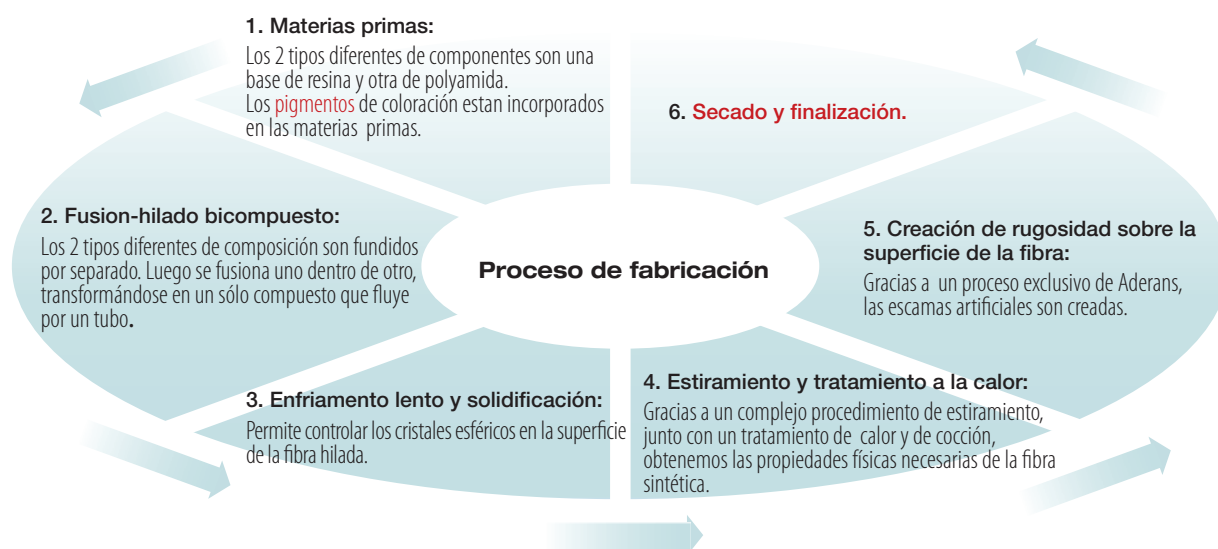 1. Materias primas:
Los 2 tipos diferentes de componentes son una
base de resina y otra de polyamida.
Los pigmentos de coloración estan incorporados
en las materias primas.
2. Fusion-hilado bicompuesto:
Los 2 tipos diferentes de composición son fundidos
por separado. Luego se fusiona uno dentro de otro,
transformándose en un sólo compuesto que fluye
por un tubo.
3. Enfriamento lento y solidificación:
Permite controlar los cristales esféricos en la superficie
de la fibra hilada.
4. Estiramiento y tratamiento a la calor:
Gracias a un complejo procedimiento de estiramiento,
junto con un tratamiento de calor y de cocción,
obtenemos las propiedades físicas necesarias de la fibra
sintética.
5. Creación de rugosidad sobre la
superficie de la fibra:
Gracias a un proceso exclusivo de Aderans,
las escamas artificiales son creadas.
6. Secado y finalización.
Proceso de fabricación